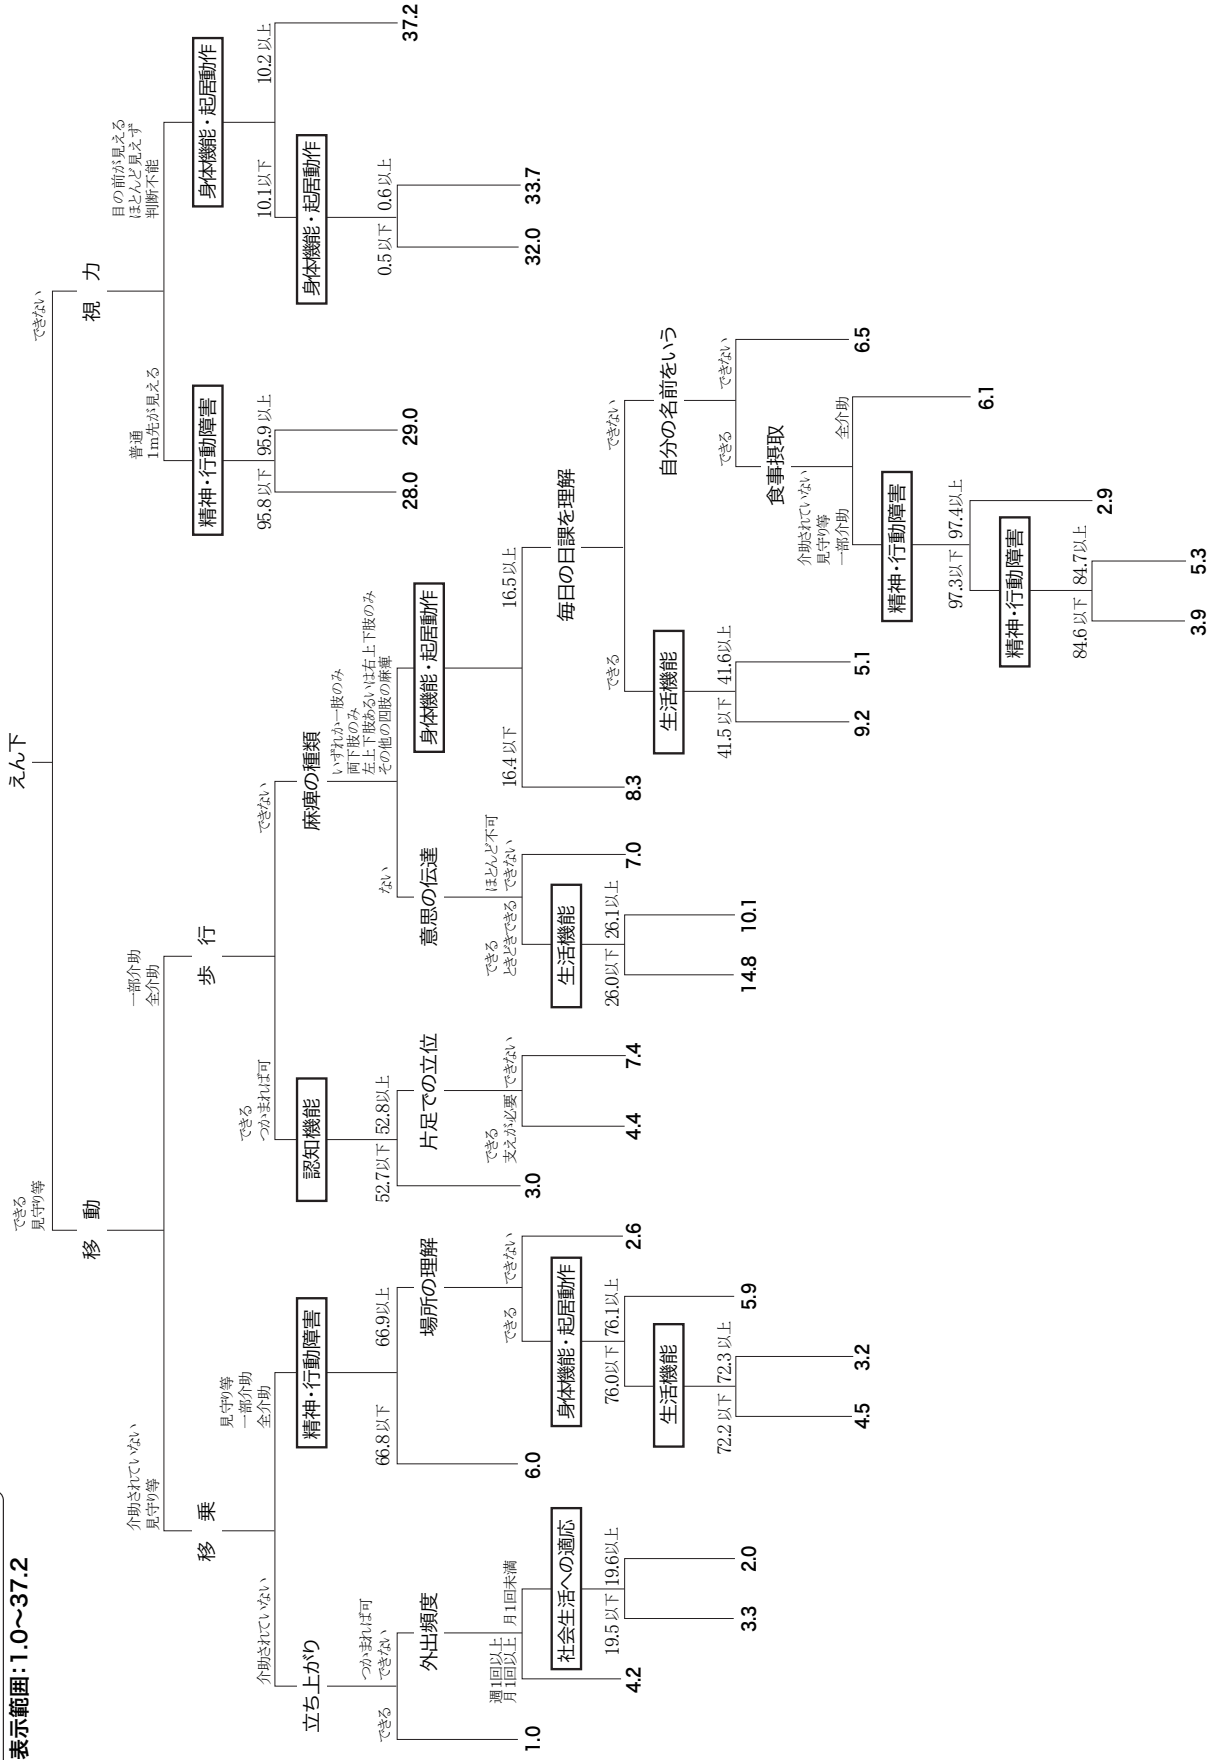 表示範囲：1.0〜37.2
えん下
できる
見守り等
できない
移　動
介助されていない
見守り等
一部介助
全介助
移　乗
介助されていない
見守り等
一部介助
全介助
立ち上がり
できる
つかまれば可
できない
1.0
外出頻度
週1回以上
月1回以上
月1回未満
4.2
社会生活への適応
19.5以下
19.6以上
3.3
2.0
精神・行動障害
66.8以下
66.9以上
6.0
場所の理解
できる
できない
2.6
身体機能・起居動作
76.0以下
76.1以上
5.9
生活機能
72.2以下
72.3以上
4.5
3.2
歩　行
できる
つかまれば可
できない
認知機能
52.7以下
52.8以上
3.0
片足での立位
できる
支えが必要
できない
4.4
7.4
麻痺の種類
ない
いずれか一肢のみ
両下肢のみ
左上下肢あるいは右上下肢のみ
その他の四肢の麻痺
意思の伝達
できる
ときどきできる
ほとんど不可
できない
7.0
生活機能
26.0以下
26.1以上
14.8
10.1
身体機能・起居動作
16.4以下
16.5以上
8.3
毎日の日課を理解
できる
できない
生活機能
41.5以下
41.6以上
9.2
5.1
自分の名前をいう
できる
できない
6.5
食事摂取
介助されていない
見守り等
一部介助
全介助
6.1
精神・行動障害
97.3以下
97.4以上
2.9
精神・行動障害
84.6以下
84.7以上
3.9
5.3
視　力
普通
1m先が見える
目の前が見える
ほとんど見えず
判断不能
精神・行動障害
95.8以下
95.9以上
28.0
29.0
身体機能・起居動作
10.1以下
10.2以上
37.2
身体機能・起居動作
0.5以下
0.6以上
32.0
33.7